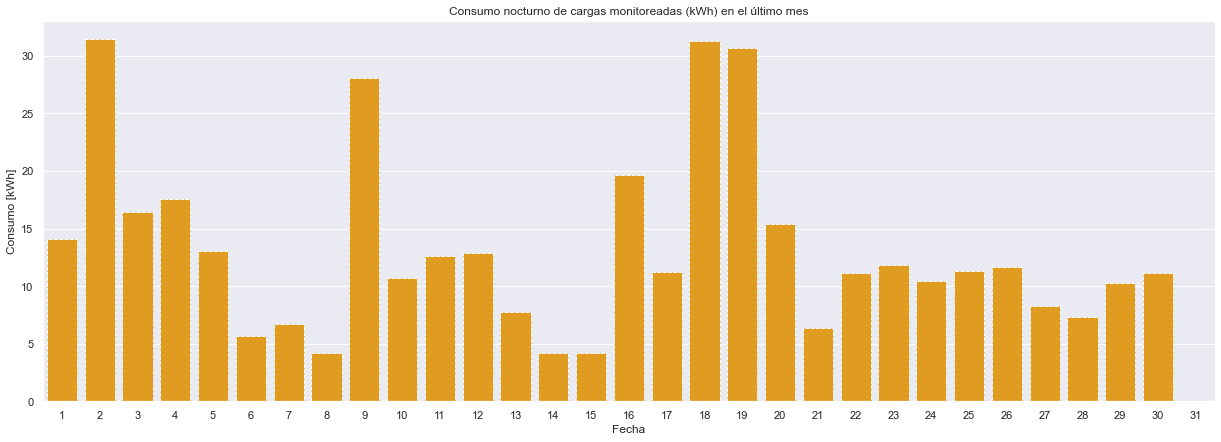 Consumo nocturno de cargas monitoreadas (kWh) en el último mes
Consumo [kWh]
30
25
20
15
10
5
0
1 2 3 4 5 6 7 8 9 10 11 12 13 14 15 16 17 18 19 20 21 22 23 24 25 26 27 28 29 30 31
Fecha